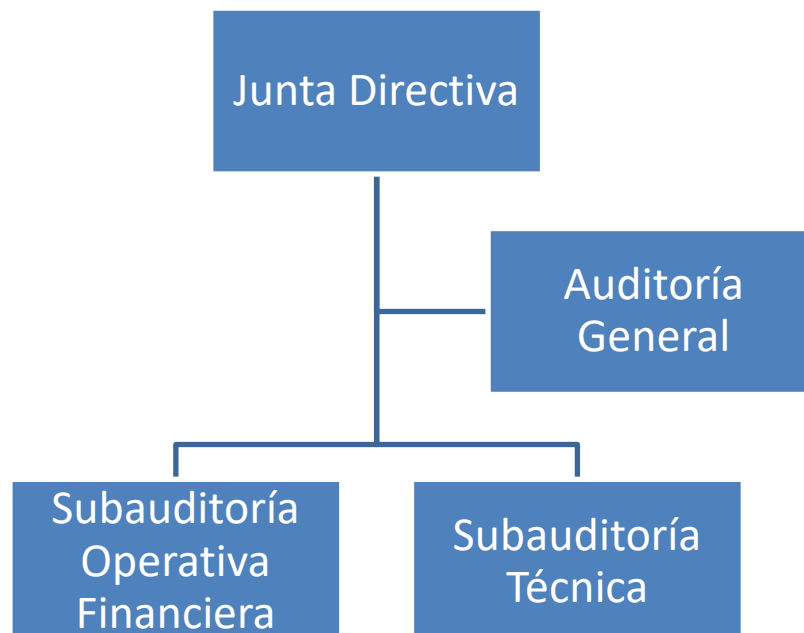 Junta Directiva
Auditoría
General
Subauditoría
Operativa
Financiera
Subauditoría
Técnica